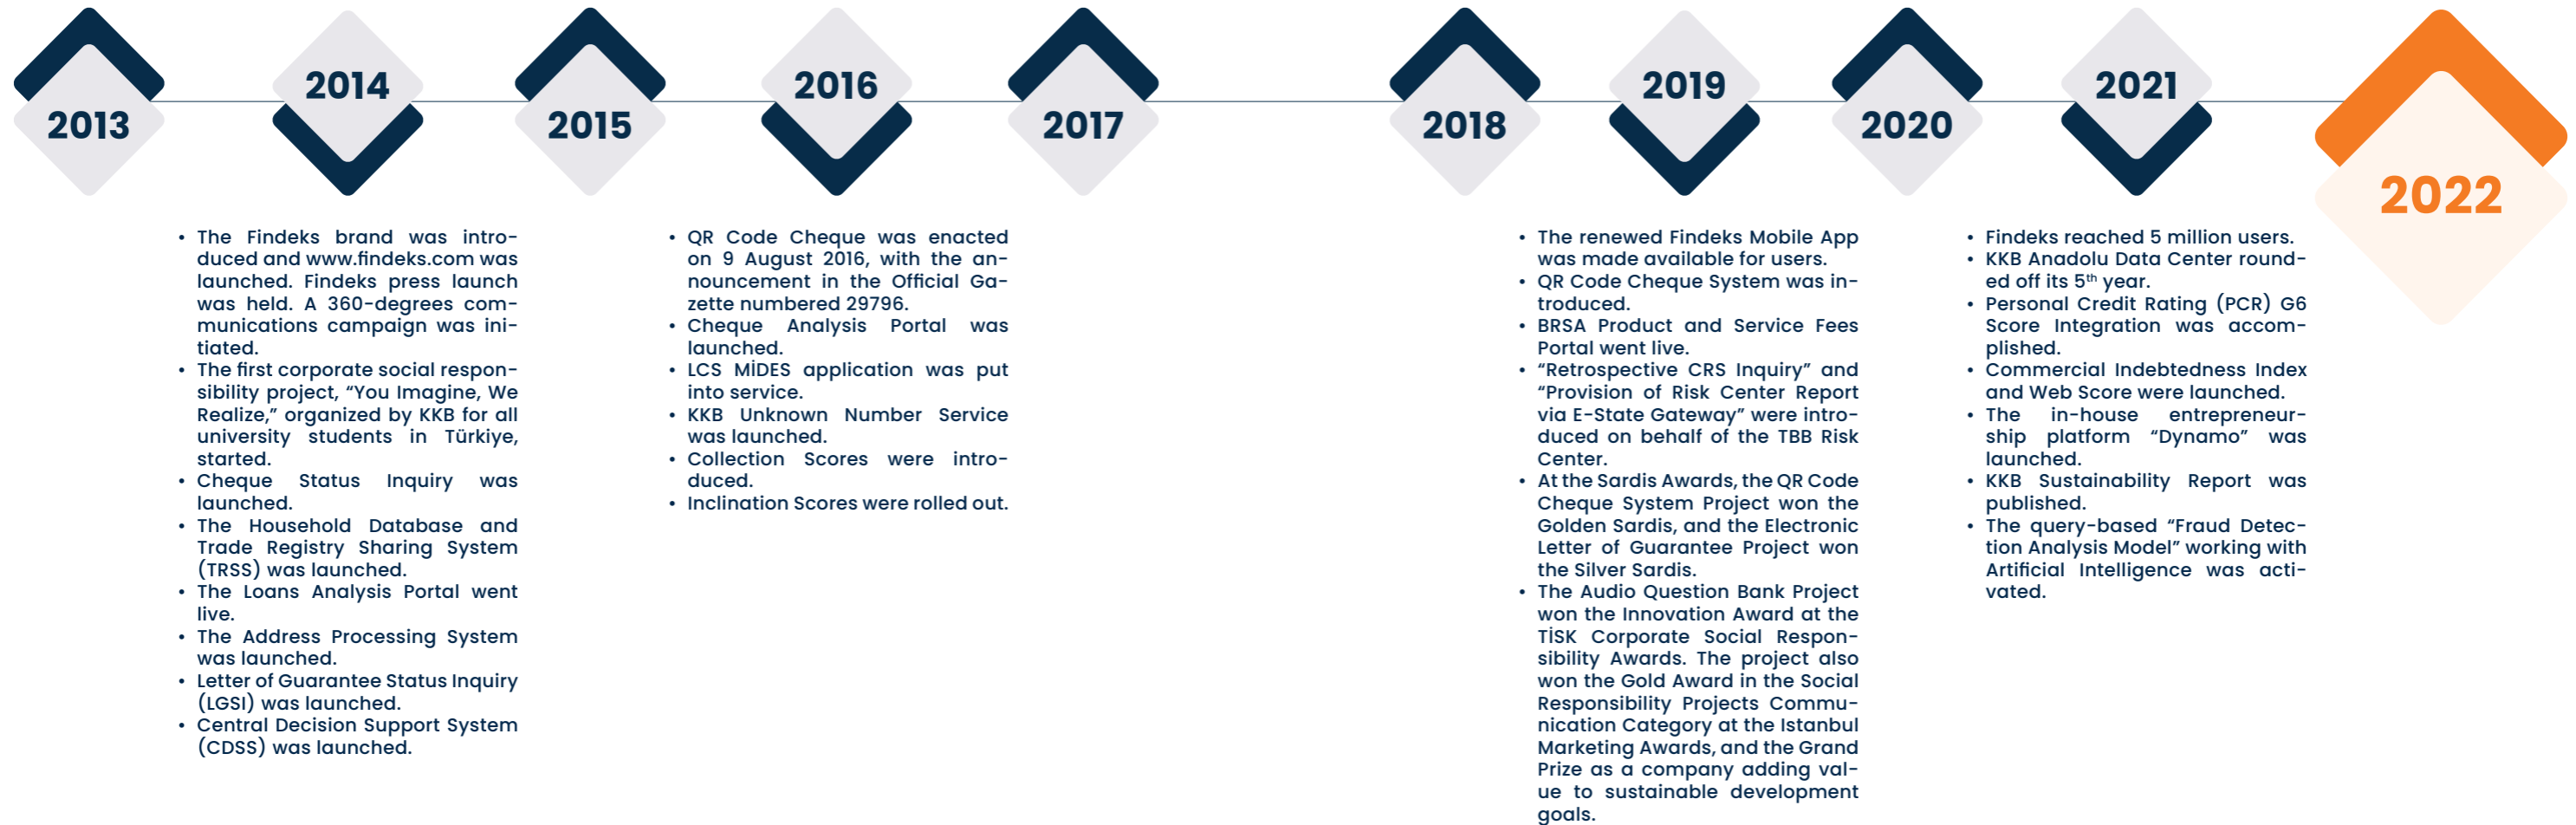 2013
2014
2015
2016
2017
2018
2019
2020
2021
2022
• The Findeks brand was intro-
duced and www.findeks.com was
launched. Findeks press launch
was held. A 360-degrees com-
munications campaign was ini-
tiated.
• The first corporate social respon-
sibility project, “You Imagine, We
Realize,” organized by KKB for all
university students in Türkiye,
started.
• Cheque Status Inquiry was
launched.
• The Household Database and
Trade Registry Sharing System
(TRSS) was launched.
• The Loans Analysis Portal went
live.
• The Address Processing System
was launched.
• Letter of Guarantee Status Inquiry
(LGSI) was launched.
• Central Decision Support System
(CDSS) was launched.
• QR Code Cheque was enacted
on 9 August 2016, with the an-
nouncement in the Official Ga-
zette numbered 29796.
• Cheque Analysis Portal was
launched.
• LCS MİDES application was put
into service.
• KKB Unknown Number Service
was launched.
• Collection Scores were intro-
duced.
• Inclination Scores were rolled out.
• The renewed Findeks Mobile App
was made available for users.
• QR Code Cheque System was in-
troduced.
• BRSA Product and Service Fees
Portal went live.
• “Retrospective CRS Inquiry” and
“Provision of Risk Center Report
via E-State Gateway” were intro-
duced on behalf of the TBB Risk
Center.
• At the Sardis Awards, the QR Code
Cheque System Project won the
Golden Sardis, and the Electronic
Letter of Guarantee Project won
the Silver Sardis.
• The Audio Question Bank Project
won the Innovation Award at the
TİSK Corporate Social Respon-
sibility Awards. The project also
won the Gold Award in the Social
Responsibility Projects Commu-
nication Category at the Istanbul
Marketing Awards, and the Grand
Prize as a company adding val-
ue to sustainable development
goals.
• Findeks reached 5 million users.
• KKB Anadolu Data Center round-
ed off its 5th year.
• Personal Credit Rating (PCR) G6
Score Integration was accom-
plished.
• Commercial Indebtedness Index
and Web Score were launched.
• The in-house entrepreneur-
ship platform “Dynamo” was
launched.
• KKB Sustainability Report was
published.
• The query-based “Fraud Detec-
tion Analysis Model” working with
Artificial Intelligence was acti-
vated.